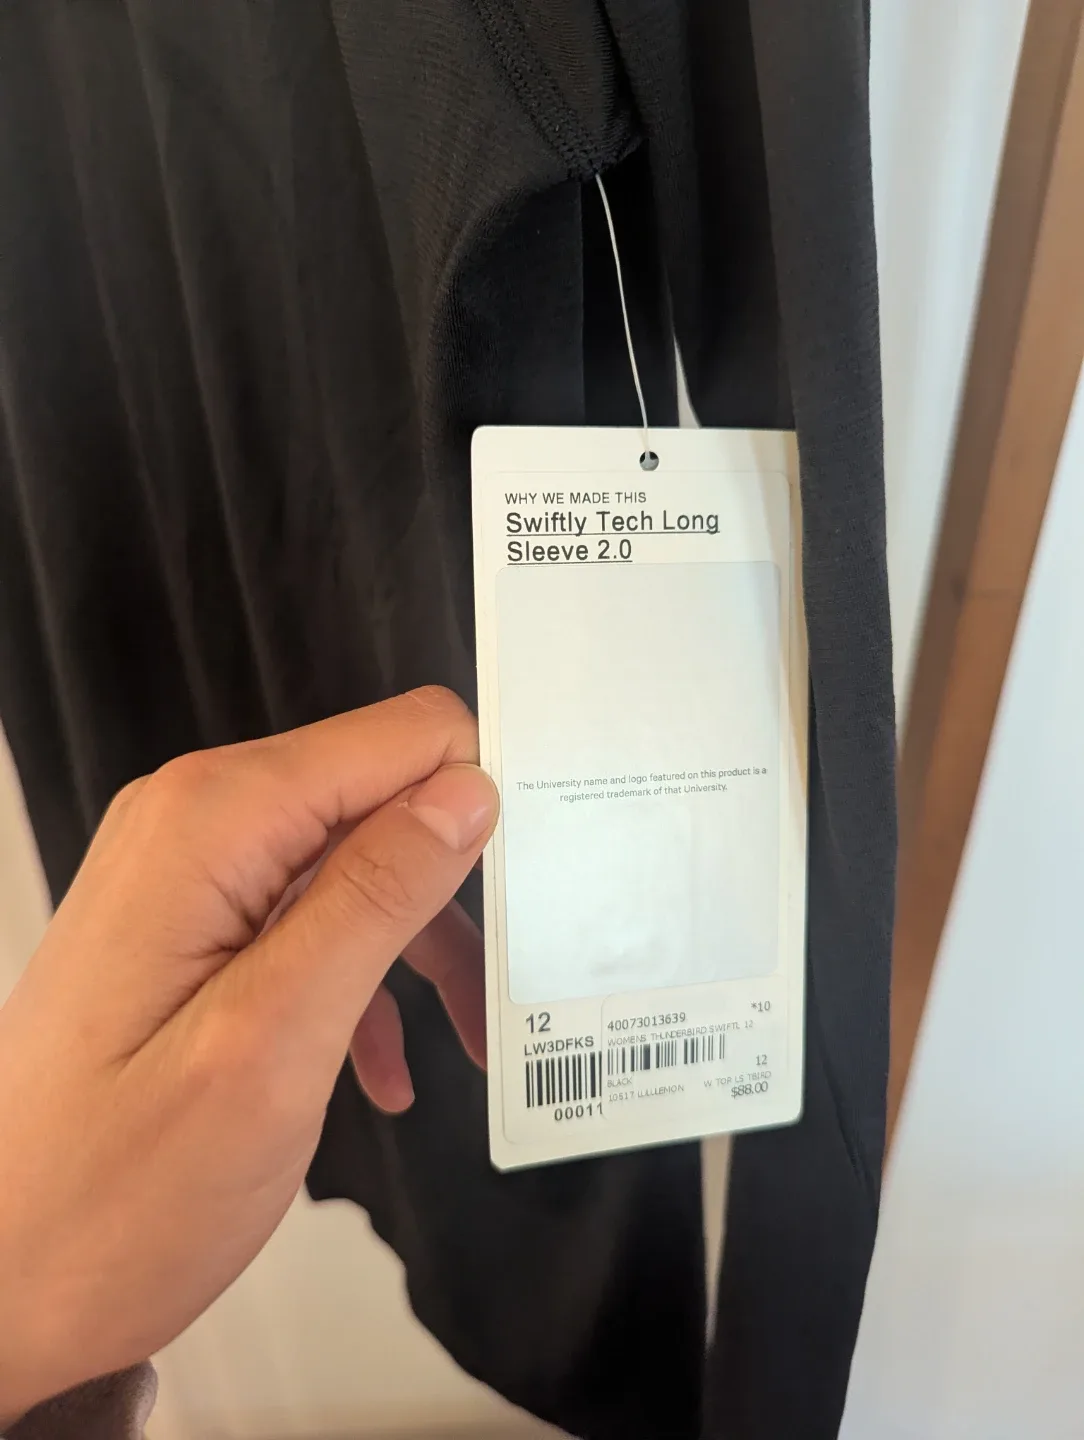 WHY WE MADE THIS
Swiftly Tech Long
Sleeve 2.0
The University name and logo featured on this product is a
registered trademark of that University.
12
LW3DFKS
00011
40073013639
*10
WOMENS THUNDERBIRD SWIFTL 12
12
BLACK
W TOP LS TBIRD
10517 LULULEMON
$88.00